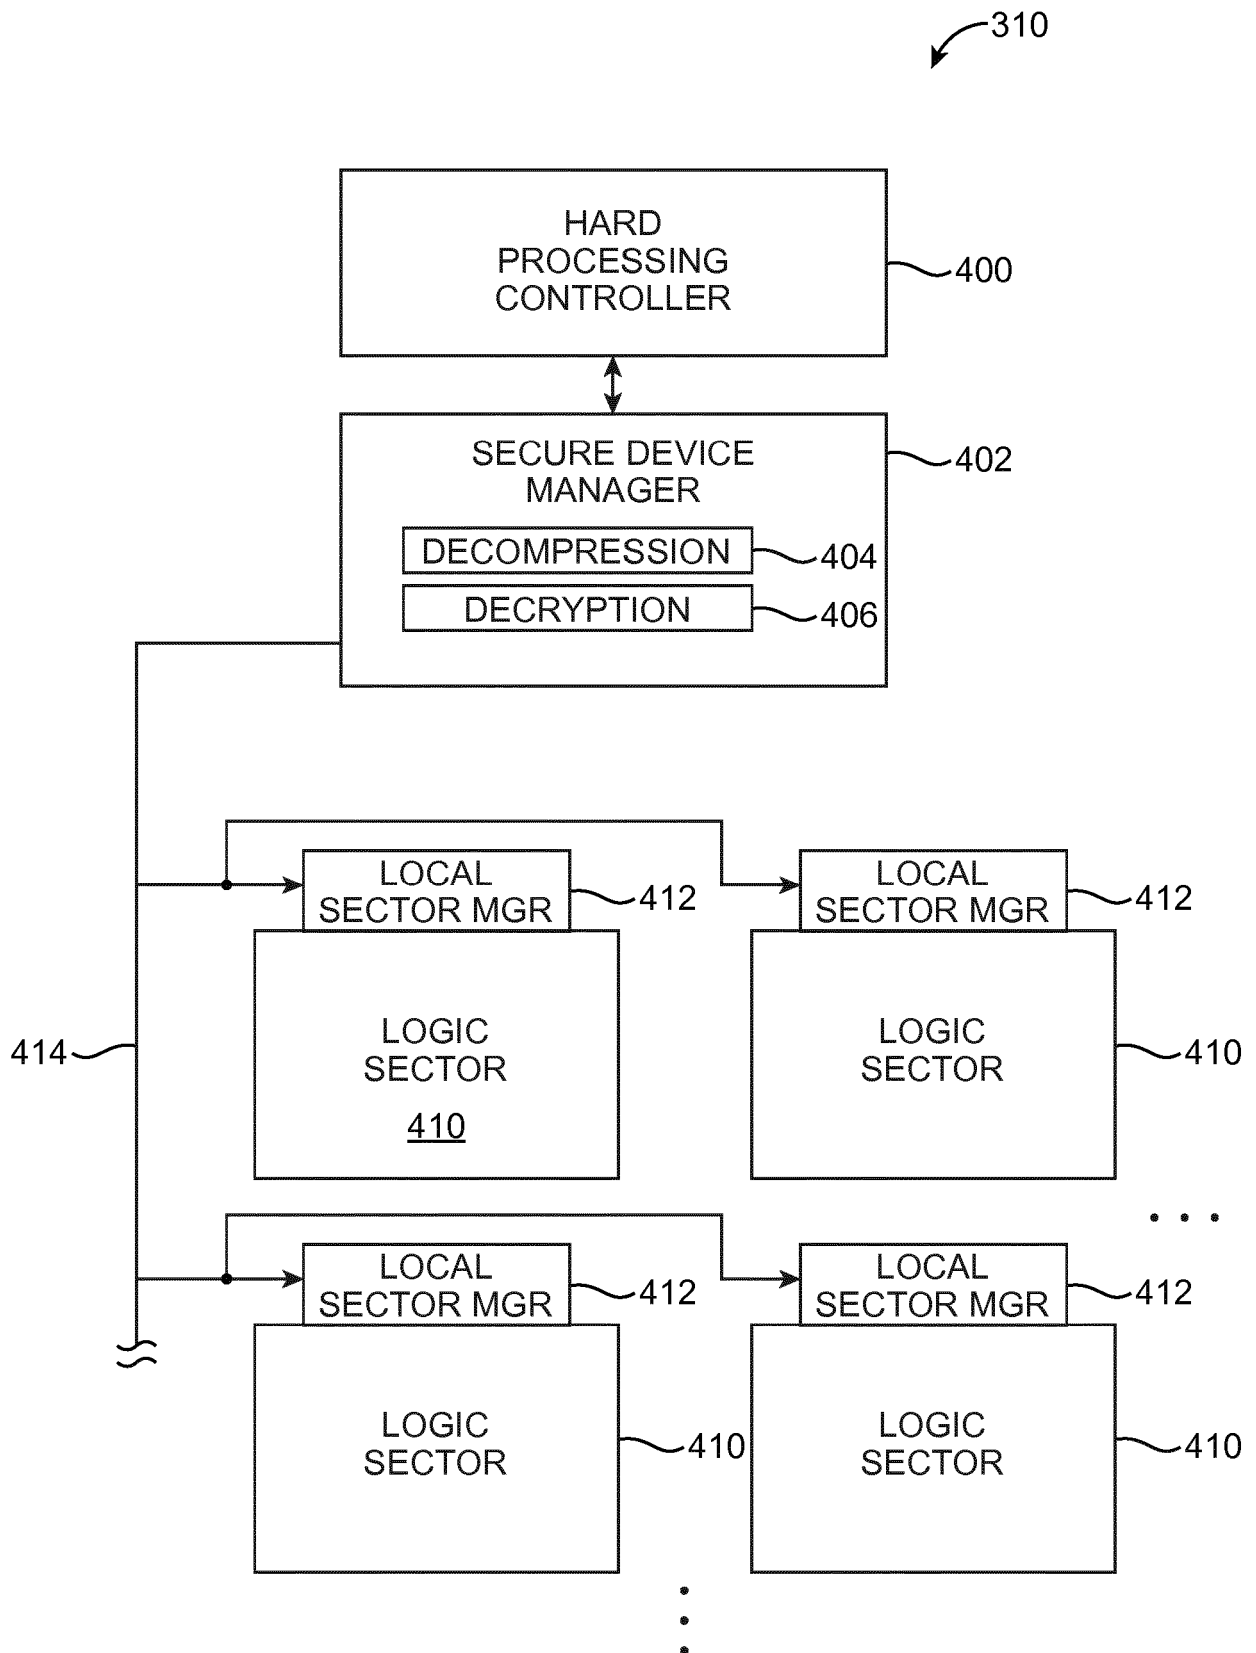 310
HARD
PROCESSING
CONTROLLER
400
SECURE DEVICE
MANAGER
402
DECOMPRESSION
404
DECRYPTION
406
LOCAL
SECTOR MGR
412
LOCAL
SECTOR MGR
412
414
LOGIC
SECTOR
410
LOGIC
SECTOR
410
. . .
LOCAL
SECTOR MGR
412
LOCAL
SECTOR MGR
412
LOGIC
SECTOR
410
LOGIC
SECTOR
410